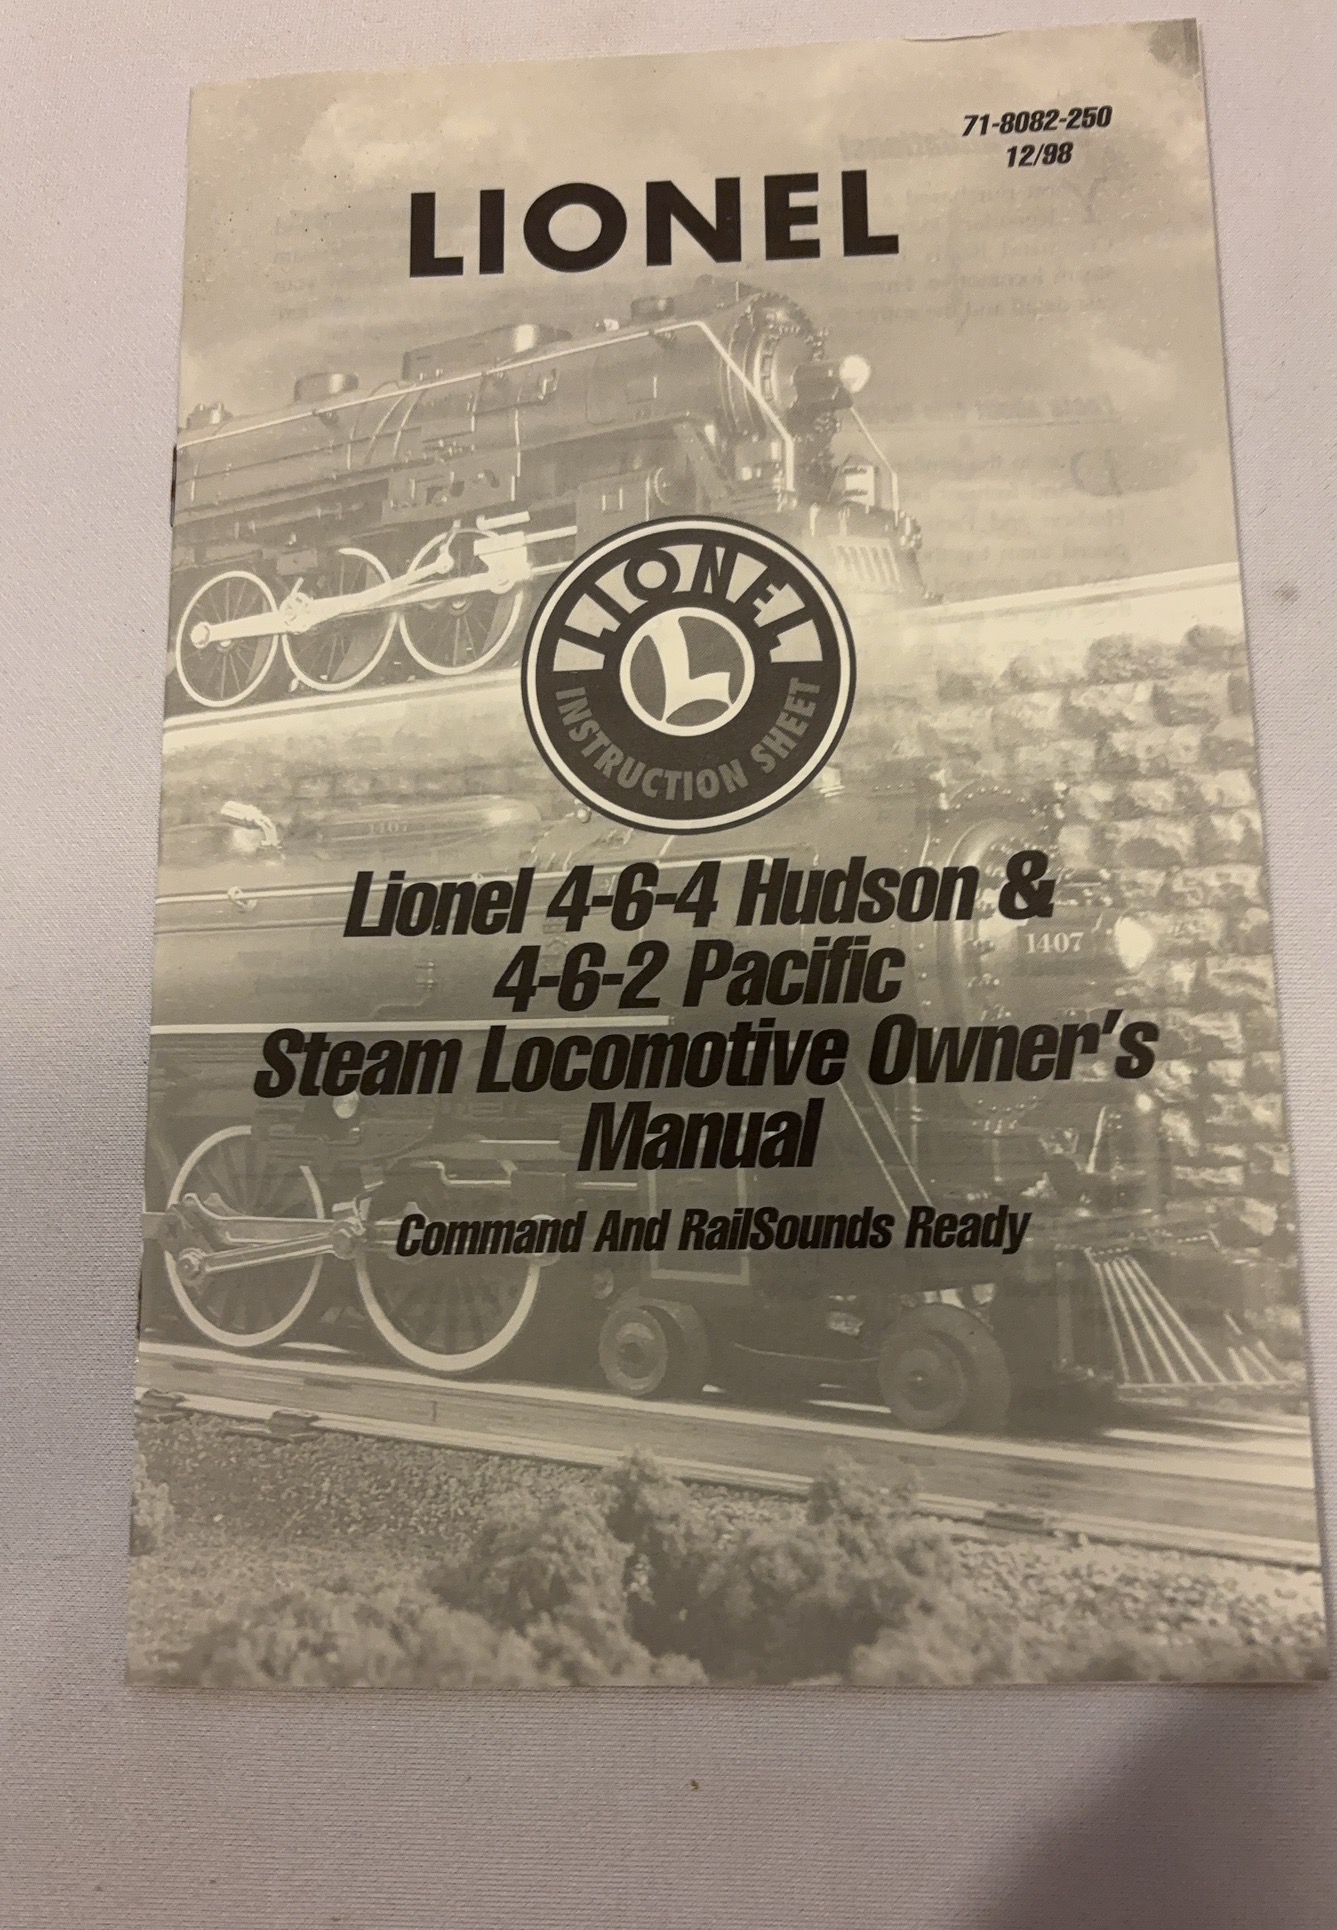 71-8082-250
12/98
LIONEL
LIONEL
L
INSTRUCTION SHEET
1407
Lionel 4-6-4 Hudson &
1407
4-6-2 Pacific
Steam Locomotive Owner's
Manual
Command And RailSounds Ready